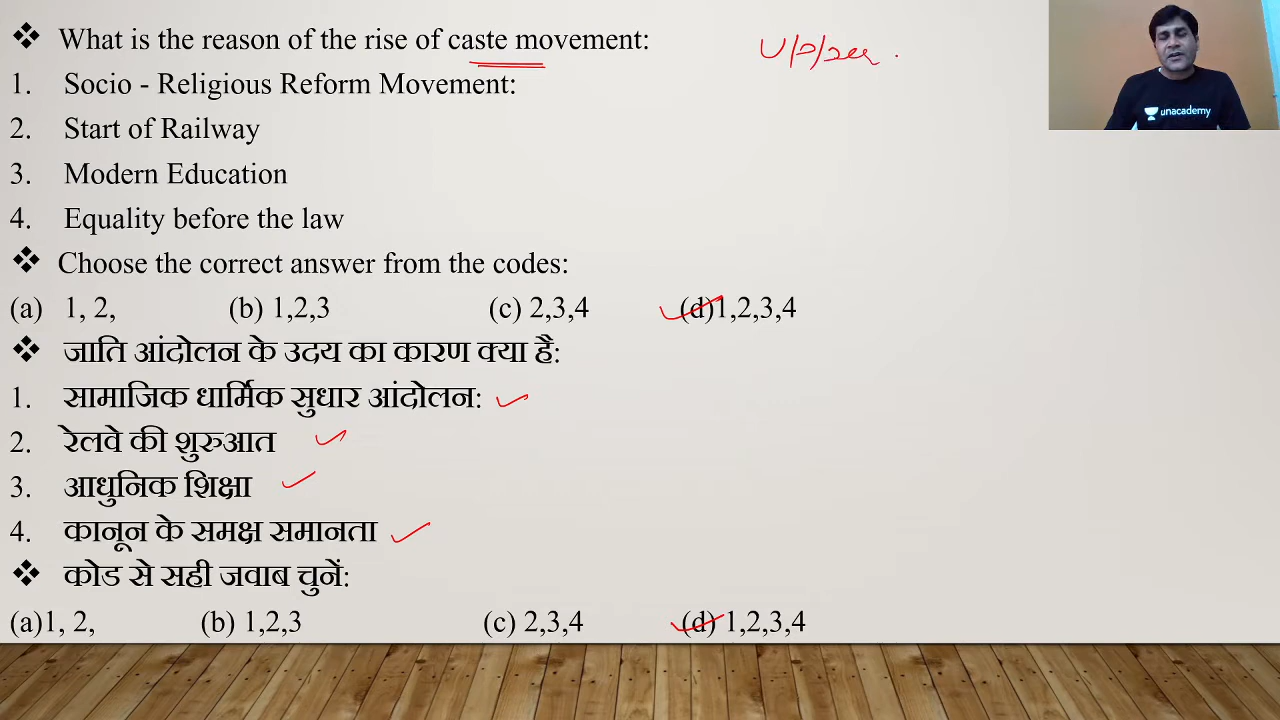 ❖ What is the reason of the rise of caste movement:
1. Socio - Religious Reform Movement:
2. Start of Railway
3. Modern Education
4. Equality before the law
❖ Choose the correct answer from the codes:
(a) 1, 2, (b) 1,2,3 (c) 2,3,4 (d)1,2,3,4
❖ जाति आंदोलन के उदय का कारण क्या है:
1. सामाजिक धार्मिक सुधार आंदोलन:
2. रेलवे की शुरुआत
3. आधुनिक शिक्षा
4. कानून के समक्ष समानता
❖ कोड से सही जवाब चुनें:
(a)1, 2, (b) 1,2,3 (c) 2,3,4 (d) 1,2,3,4
unacademy